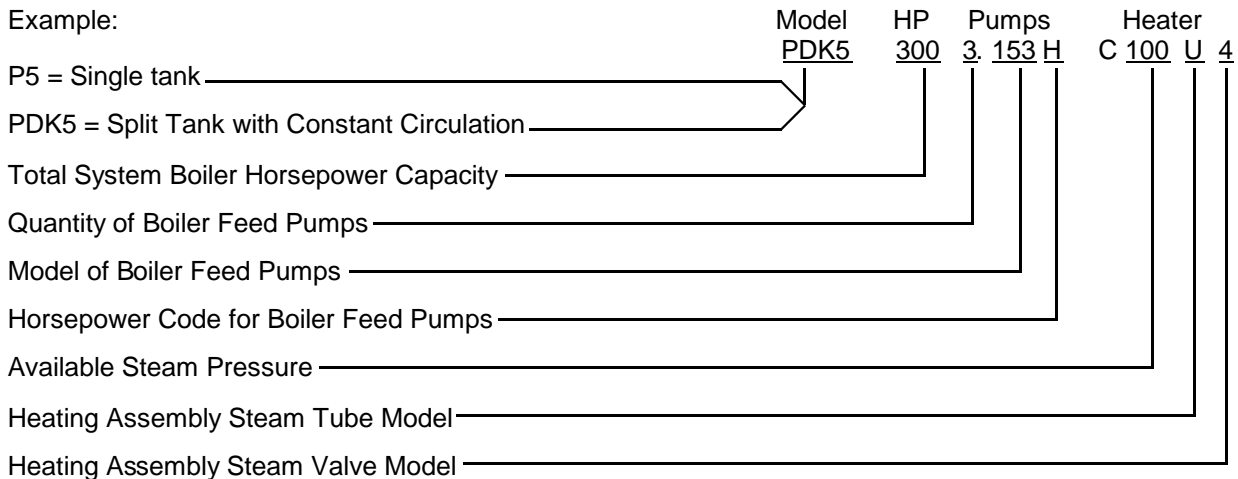 Example: Model HP Pumps Heater
PDK5 300 3. 153 H C 100 U 4
P5 = Single tank
PDK5 = Split Tank with Constant Circulation
Total System Boiler Horsepower Capacity
Quantity of Boiler Feed Pumps
Model of Boiler Feed Pumps
Horsepower Code for Boiler Feed Pumps
Available Steam Pressure
Heating Assembly Steam Tube Model
Heating Assembly Steam Valve Model